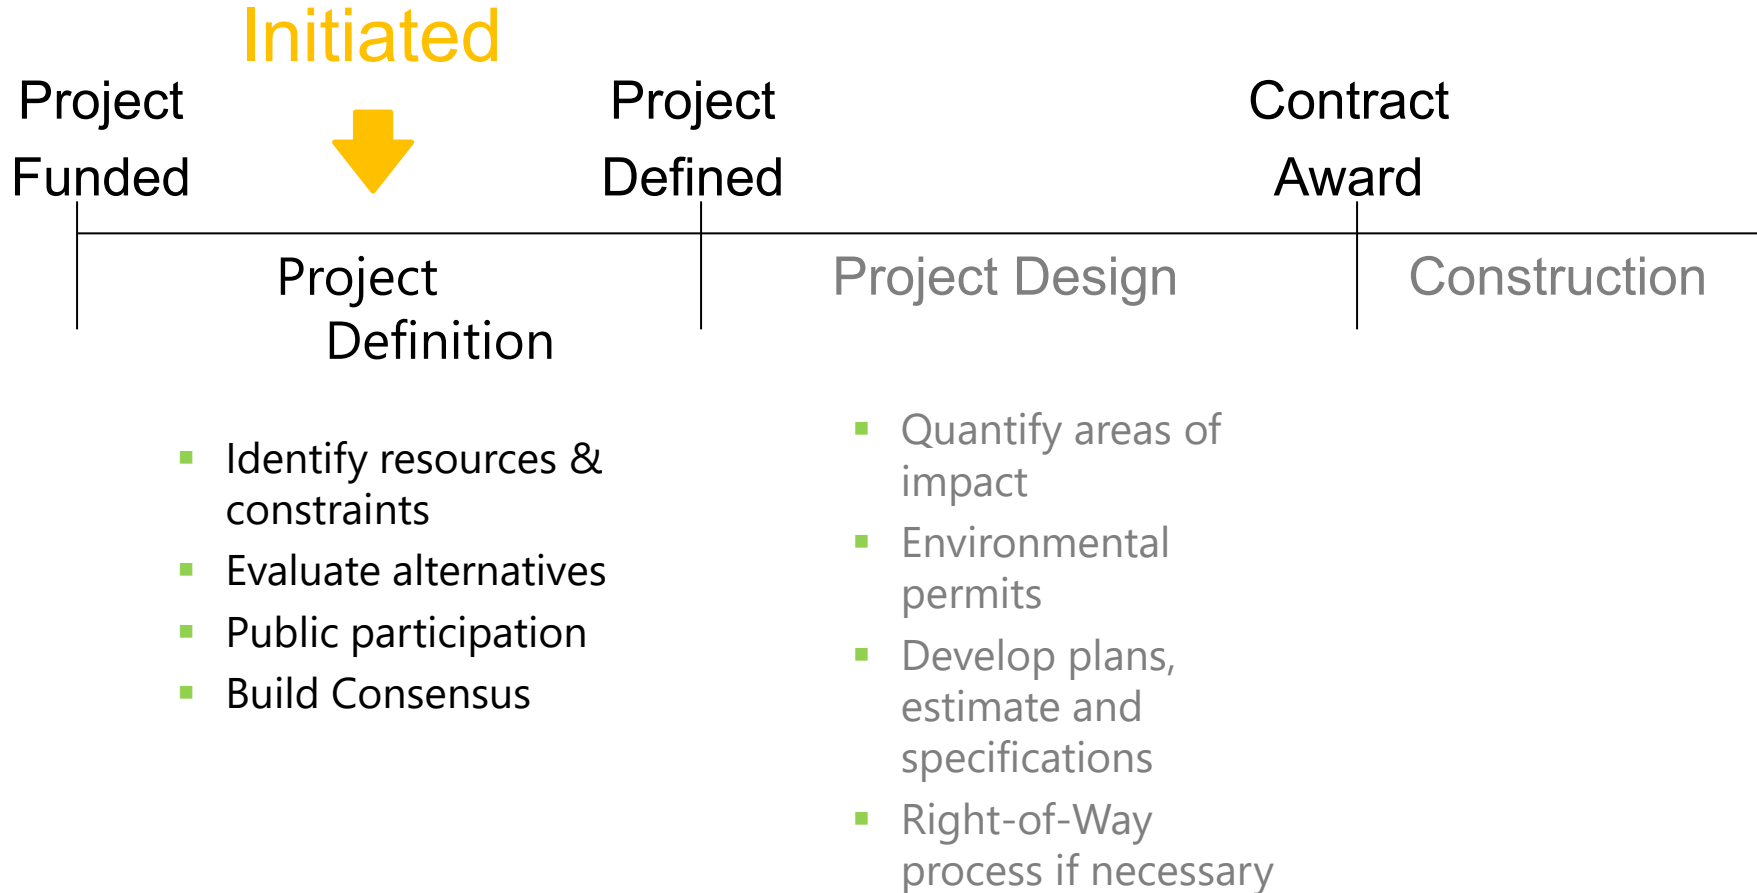 Initiated
Project
Funded
Project
Defined
Contract
Award
Project
Definition
Project Design
Construction
▪ Identify resources &
constraints
▪ Evaluate alternatives
▪ Public participation
▪ Build Consensus
▪ Quantify areas of
impact
▪ Environmental
permits
▪ Develop plans,
estimate and
specifications
▪ Right-of-Way
process if necessary